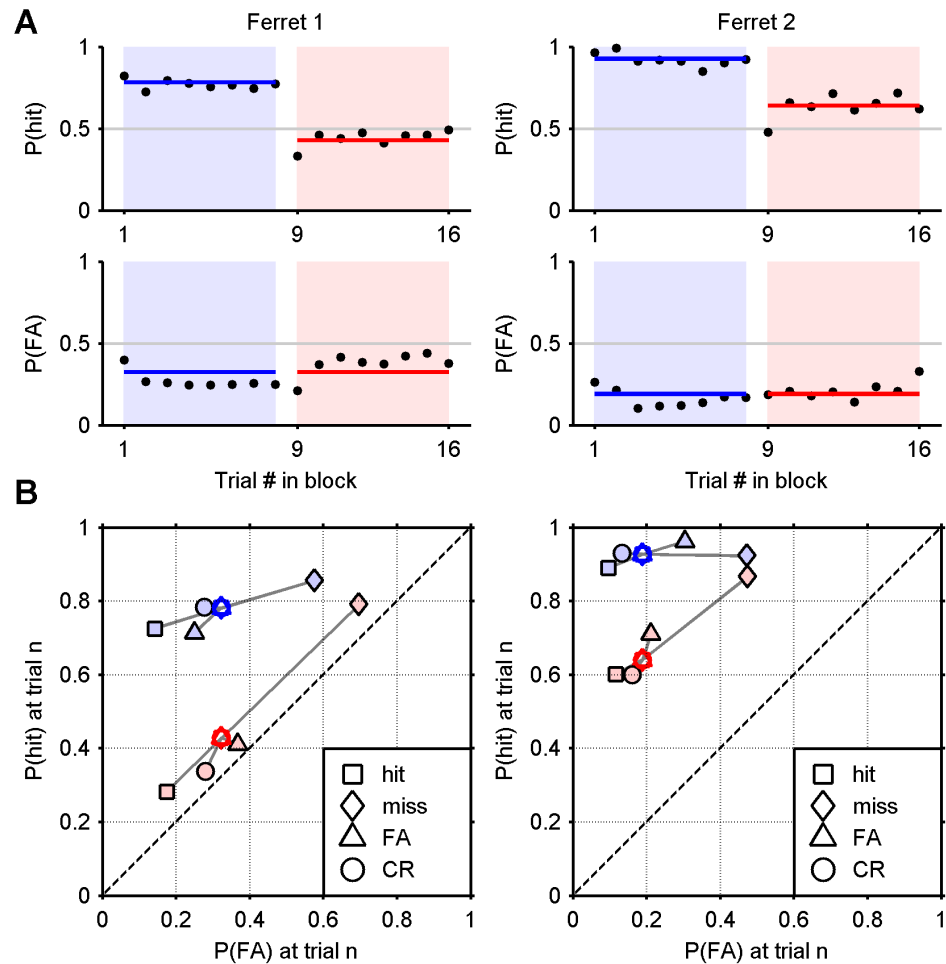 A
Ferret 1
Ferret 2
1
0.5
0
P(hit)
1
9
16
1
0.5
0
P(hit)
1
9
16
1
0.5
0
P(FA)
1
9
16
Trial # in block
1
0.5
0
P(FA)
1
9
16
Trial # in block
B
1
0.8
0.6
0.4
0.2
0
P(hit) at trial n
hit
miss
FA
CR
0
0.2
0.4
0.6
0.8
1
P(FA) at trial n
1
0.8
0.6
0.4
0.2
0
P(hit) at trial n
hit
miss
FA
CR
0
0.2
0.4
0.6
0.8
1
P(FA) at trial n